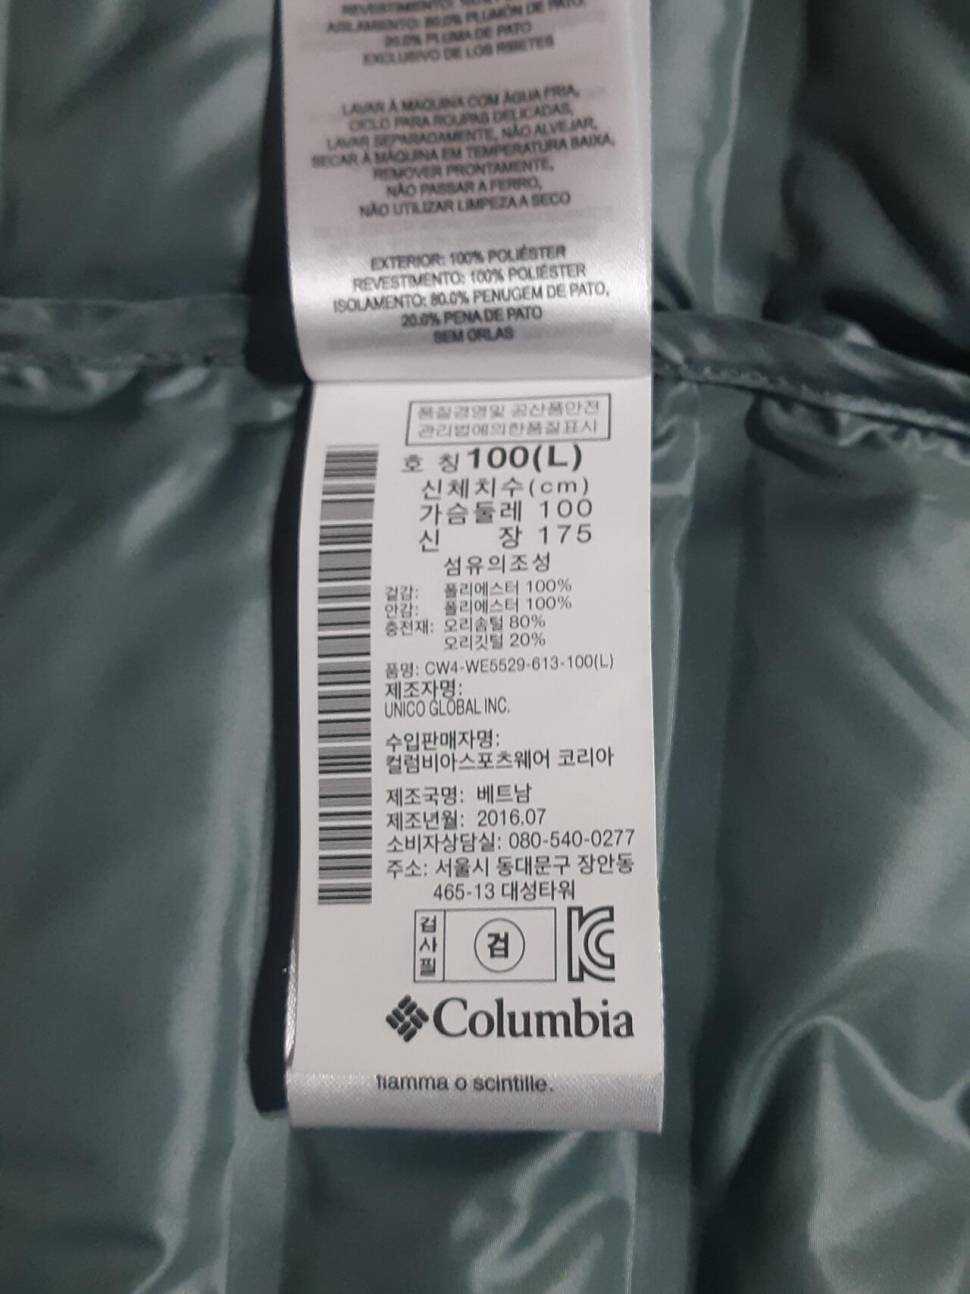 AISLAMIENTO: 80.0% PLUMÓN DE PATO,
20.0% PLUMA DE PATO
EXCLUSIVO DE LOS RIBETES
LAVAR À MAQUINA COM ÀGUA FRIA,
CICLO PARA ROUPAS DELICADAS,
LAVAR SEPARADAMENTE, NÃO ALVEJAR,
SECAR À MÁQUINA EM TEMPERATURA BAIXA,
REMOVER PRONTAMENTE,
NÃO PASSAR A FERRO,
NÃO UTILIZAR LIMPEZA A SECO
EXTERIOR: 100% POLIÉSTER
REVESTIMENTO: 100% POLIÉSTER
ISOLAMENTO: 80.0% PENUGEM DE PATO,
20.0% PENA DE PATO
SEM ORLAS
품질경영및 공산품안전
관리법에의한품질표시
호 칭 100(L)
신체치수(cm)
가슴둘레 100
신 장 175
섬유의조성
겉감: 폴리에스터 100%
안감: 폴리에스터 100%
충전재: 오리솜털 80%
오리깃털 20%
품명: CW4-WE5529-613-100(L)
제조자명:
UNICO GLOBAL INC.
수입판매자명:
컬럼비아스포츠웨어 코리아
제조국명: 베트남
제조년월: 2016.07
소비자상담실: 080-540-0277
주소: 서울시 동대문구 장안동
465-13 대성타워
검사필 검 KC
Columbia
fiamma o scintille.